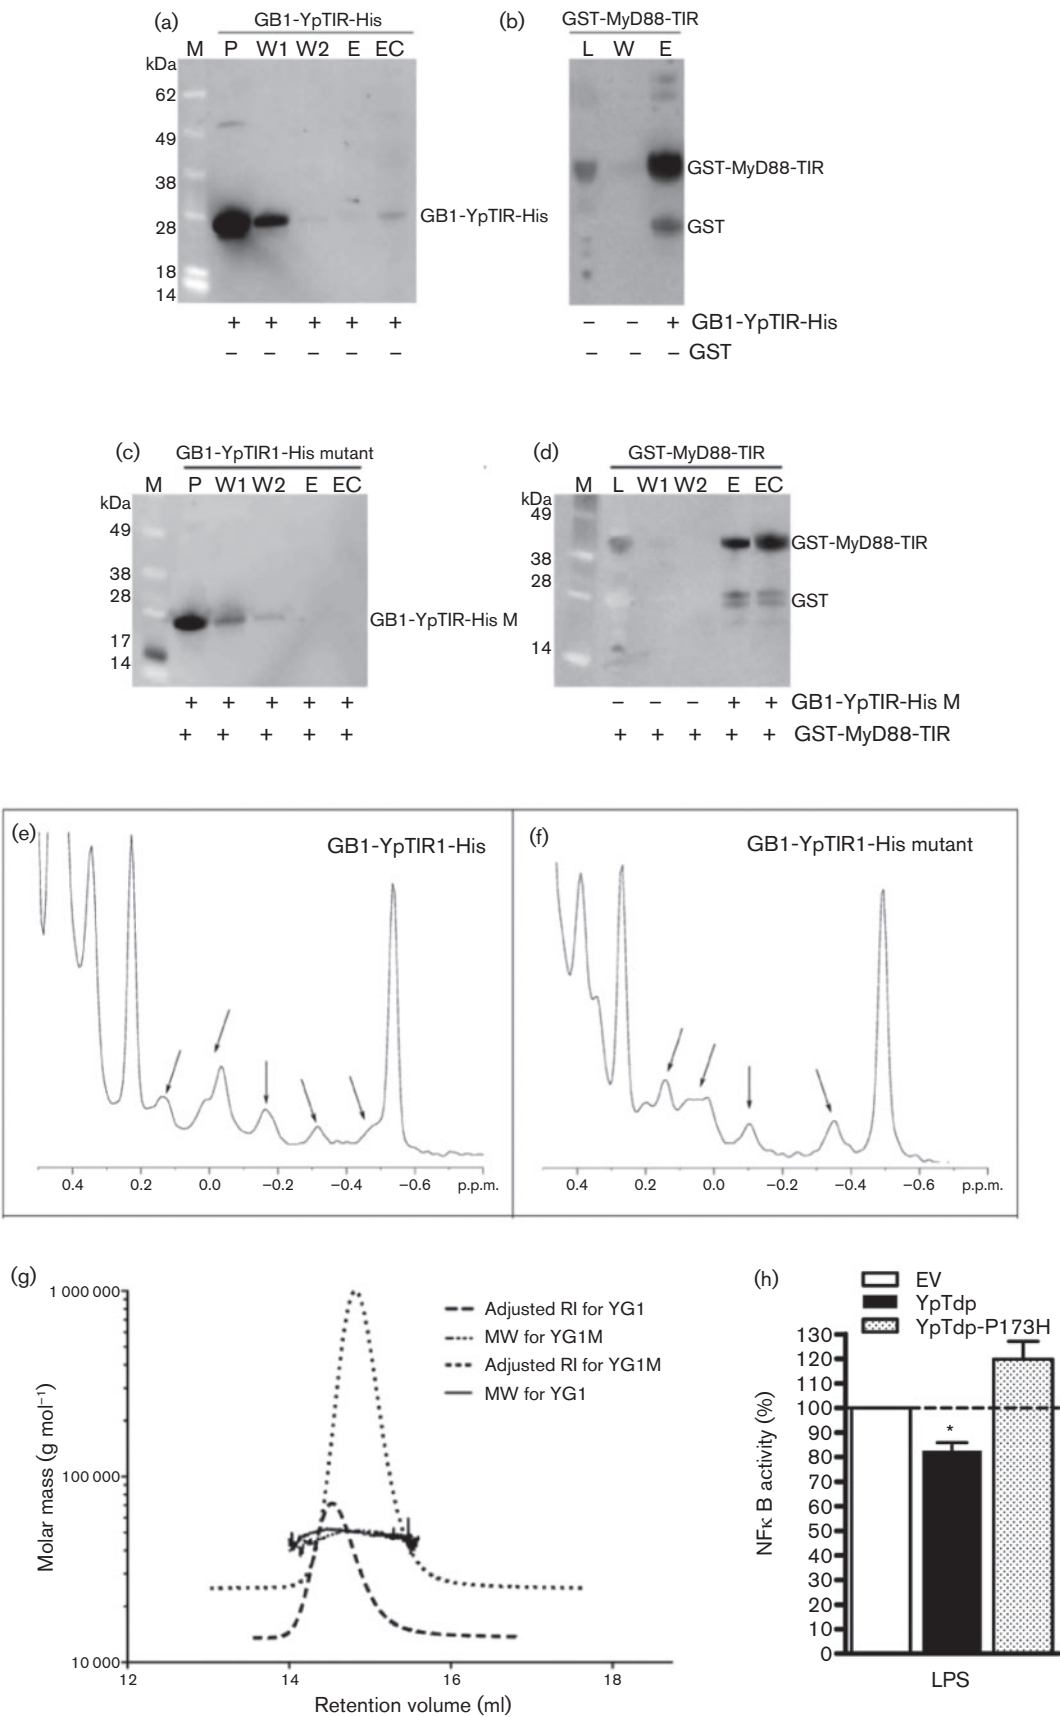 (a) GB1-YpTIR-His
M P W1 W2 E EC
kDa
62
49
38
28
18
14
GB1-YpTIR-His
+ + + + +
– – – – –
(b) GST-MyD88-TIR
L W E
GST-MyD88-TIR
GST
– – + GB1-YpTIR-His
– – – GST
(c) GB1-YpTIR1-His mutant
M P W1 W2 E EC
kDa
49
38
28
17
14
GB1-YpTIR-His M
+ + + + +
+ + + + +
(d) GST-MyD88-TIR
M L W1 W2 E EC
kDa
49
38
28
14
GST-MyD88-TIR
GST
– – – + + GB1-YpTIR-His M
+ + + + + GST-MyD88-TIR
(e) GB1-YpTIR1-His
0.4 0.2 0.0 −0.2 −0.4 −0.6 p.p.m.
(f) GB1-YpTIR1-His mutant
0.4 0.2 0.0 −0.2 −0.4 −0.6 p.p.m.
(g)
1 000 000
100 000
10 000
Molar mass (g mol⁻¹)
12 14 16 18
Retention volume (ml)
Adjusted RI for YG1
MW for YG1M
Adjusted RI for YG1M
MW for YG1
(h)
EV
YpTdp
YpTdp-P173H
130
120
110
100
90
80
70
60
50
40
30
20
10
0
NFκ B activity (%)
*
LPS